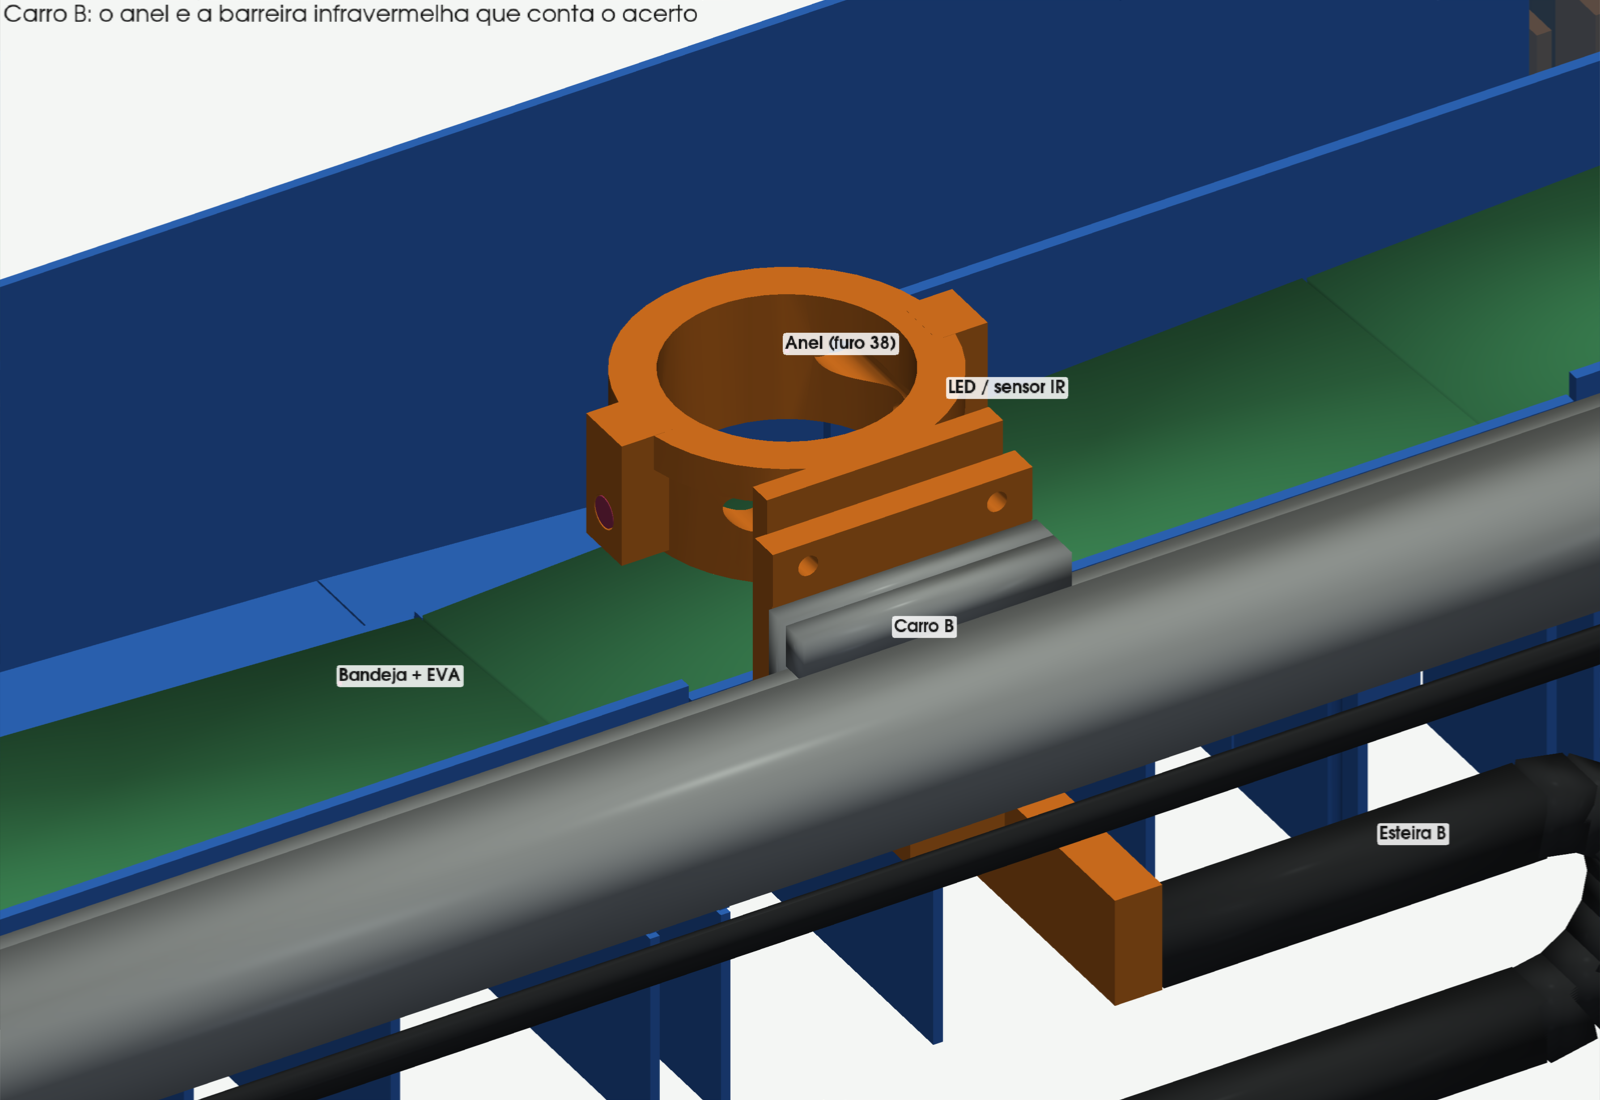 Carro B: o anel e a barreira infravermelha que conta o acerto
Anel (furo 38)
LED / sensor IR
Carro B
Bandeja + EVA
Esteira B